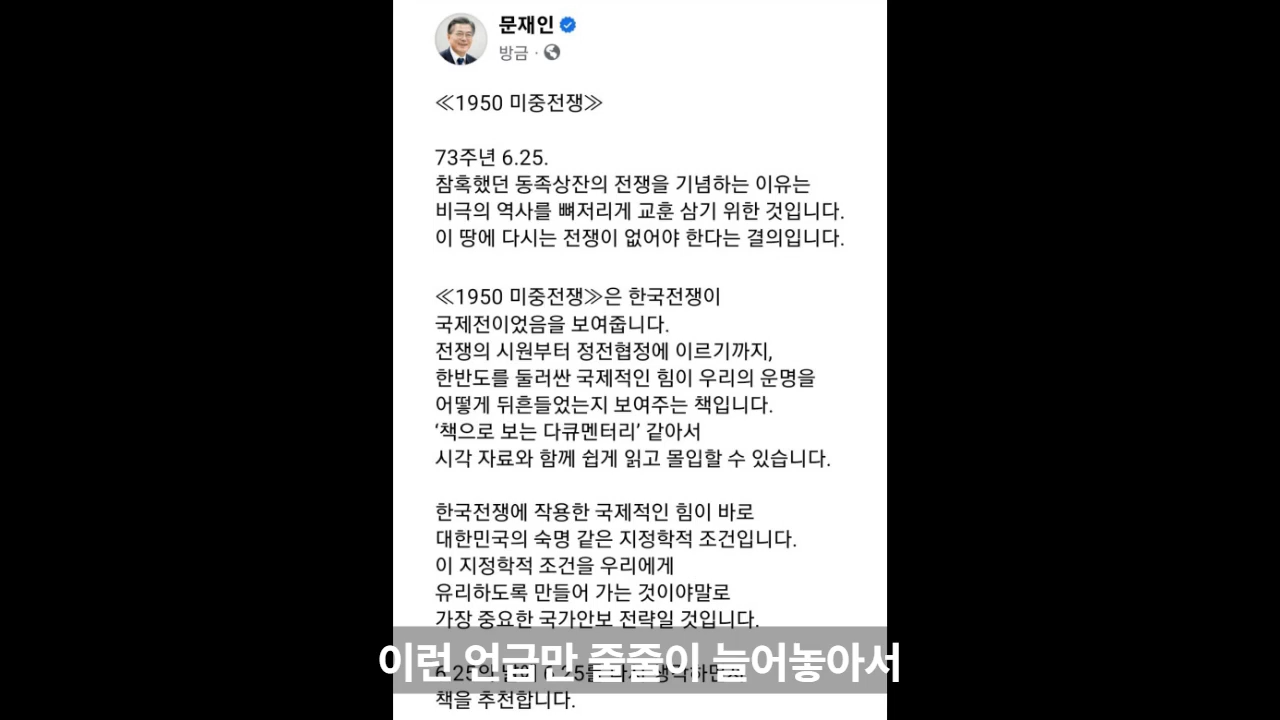 문재인
방금 ·
≪1950 미중전쟁≫
73주년 6.25.
참혹했던 동족상잔의 전쟁을 기념하는 이유는
비극의 역사를 뼈저리게 교훈 삼기 위한 것입니다.
이 땅에 다시는 전쟁이 없어야 한다는 결의입니다.
≪1950 미중전쟁≫은 한국전쟁이
국제전이었음을 보여줍니다.
전쟁의 시원부터 정전협정에 이르기까지,
한반도를 둘러싼 국제적인 힘이 우리의 운명을
어떻게 뒤흔들었는지 보여주는 책입니다.
‘책으로 보는 다큐멘터리’ 같아서
시각 자료와 함께 쉽게 읽고 몰입할 수 있습니다.
한국전쟁에 작용한 국제적인 힘이 바로
대한민국의 숙명 같은 지정학적 조건입니다.
이 지정학적 조건을 우리에게
유리하도록 만들어 가는 것이야말로
가장 중요한 국가안보 전략일 것입니다.
이런 언급만 줄줄이 늘어놓아서
책을 추천합니다.